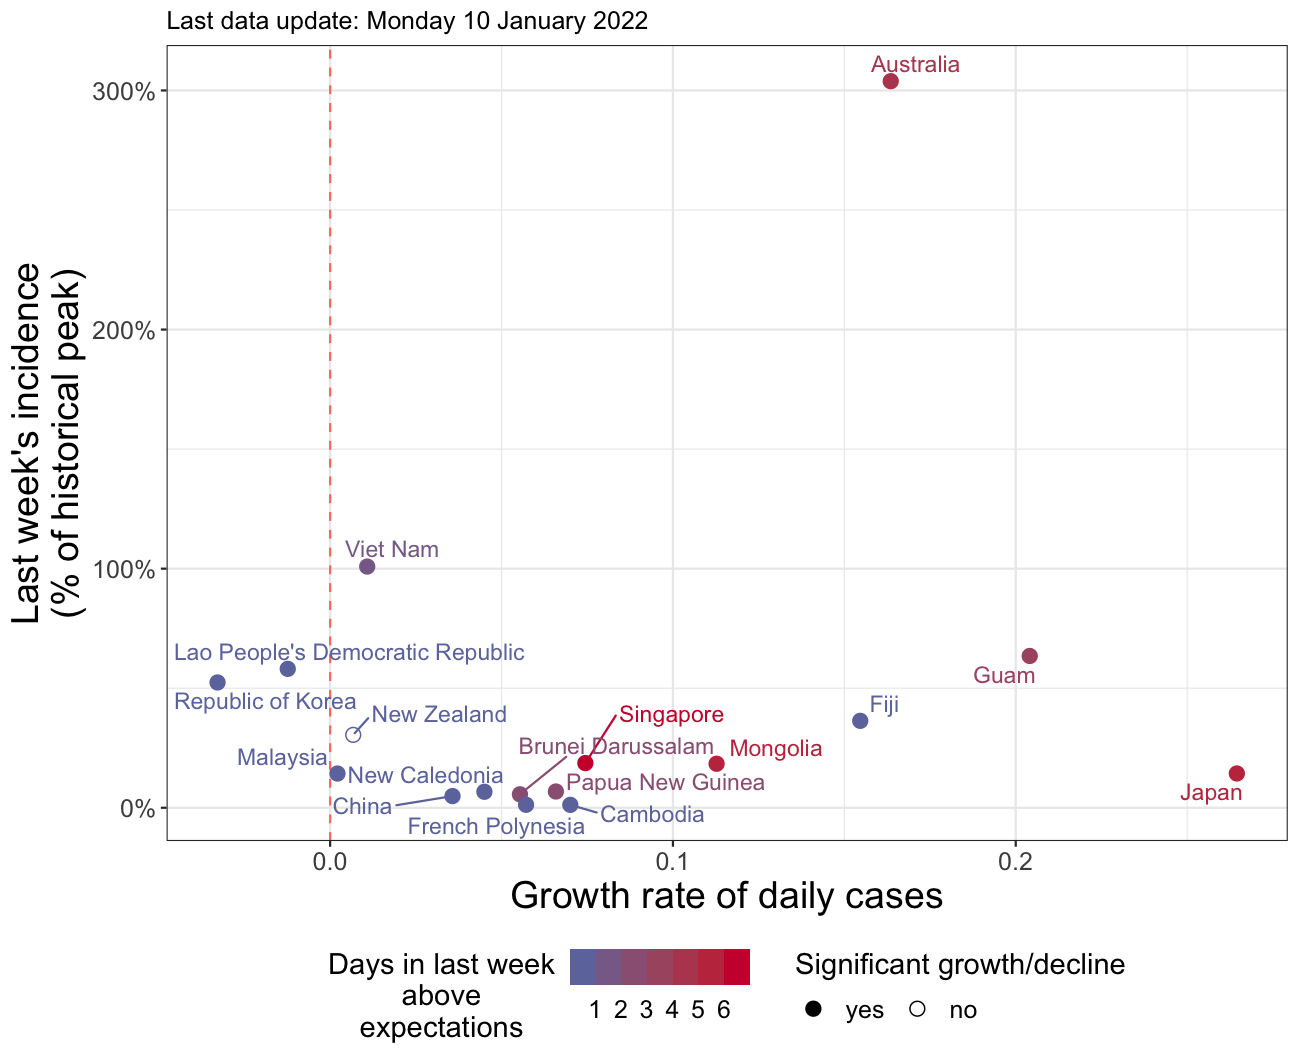 Last data update: Monday 10 January 2022
Last week's incidence
(% of historical peak)
300%
200%
100%
0%
Australia
Viet Nam
Lao People's Democratic Republic
Republic of Korea
New Zealand
Malaysia
New Caledonia
China
French Polynesia
Brunei Darussalam
Singapore
Papua New Guinea
Cambodia
Mongolia
Fiji
Guam
Japan
0.0 0.1 0.2
Growth rate of daily cases
Days in last week
above
expectations
1 2 3 4 5 6
Significant growth/decline
yes no